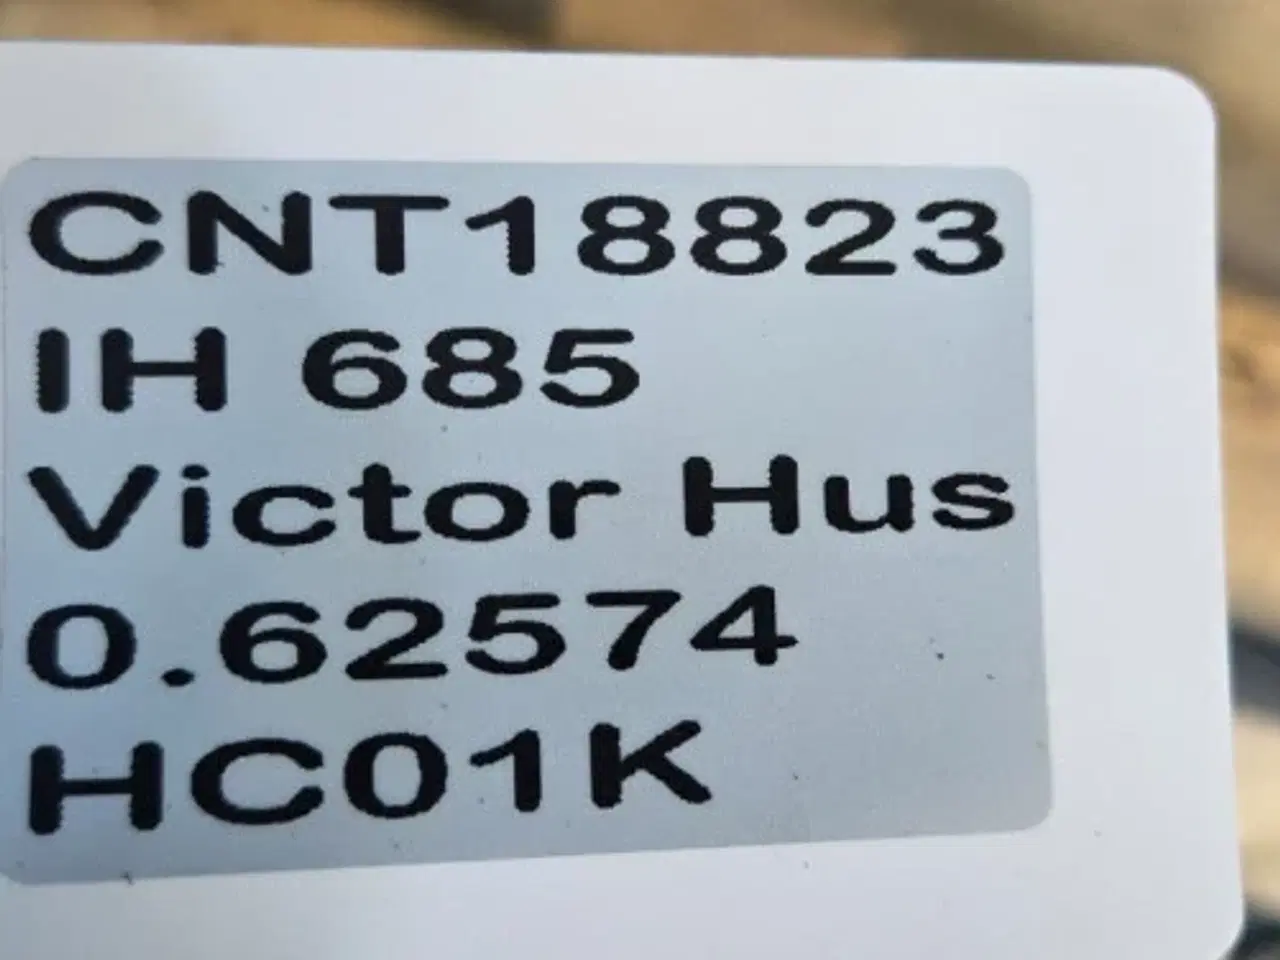 CNT18823
IH 685
Victor Hus
0.62574
HC01K